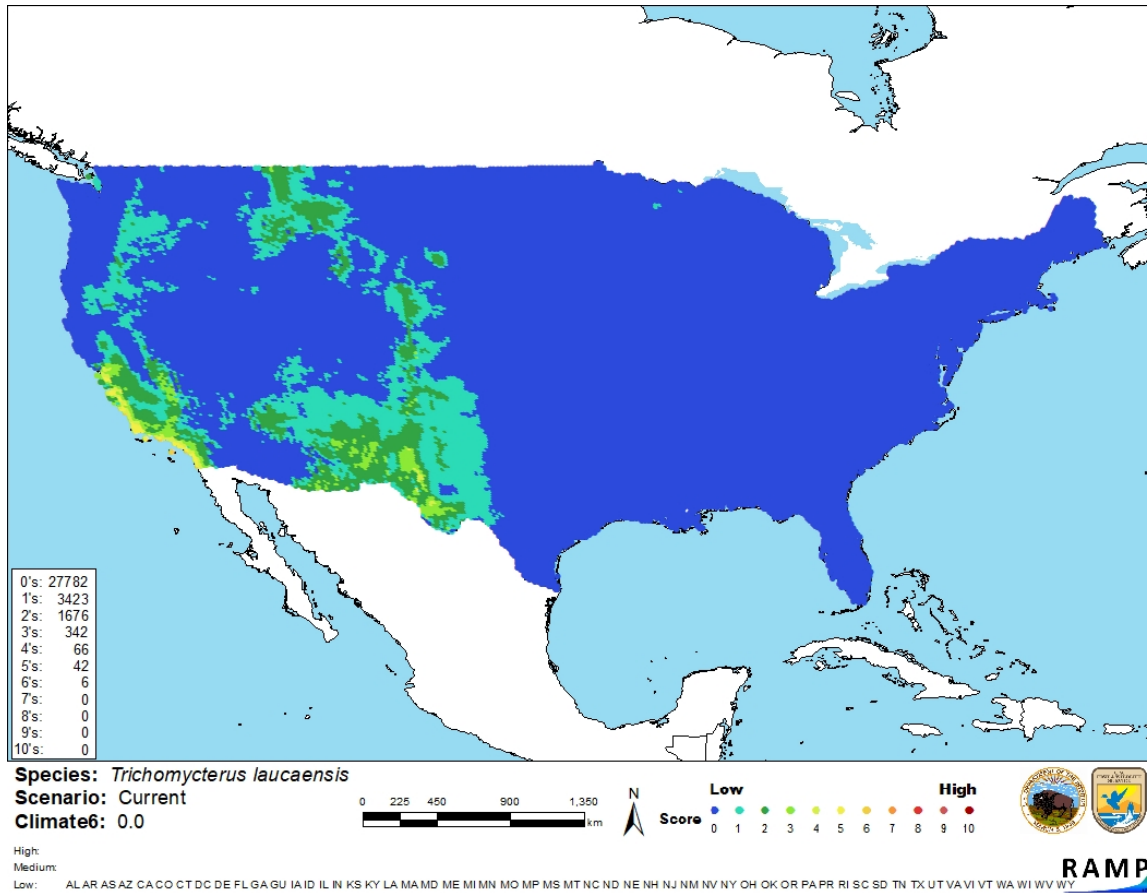 0's: 27782
1's: 3423
2's: 1676
3's: 342
4's: 66
5's: 42
6's: 6
7's: 0
8's: 0
9's: 0
10's: 0
Species: Trichomycterus laucaensis
Scenario: Current
Climate6: 0.0
0 225 450 900 1,350
km
N
Low High
Score 0 1 2 3 4 5 6 7 8 9 10
High:
Medium:
Low: AL AR AS AZ CA CO CT DC DE FL GA GU IA ID IL IN KS KY LA MA MD ME MI MN MO MP MS MT NC ND NE NH NJ NM NV NY OH OK OR PA PR RI SC SD TN TX UT VA VI VT WA WI WV WY
RAMP